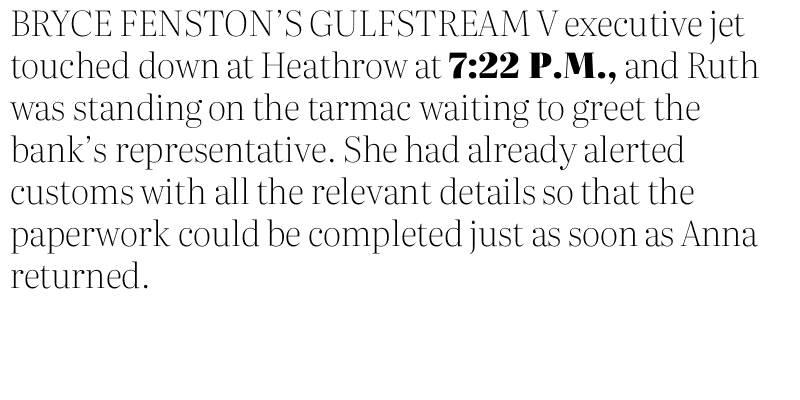 BRYCE FENSTON’S GULFSTREAM V executive jet
touched down at Heathrow at 7:22 P.M., and Ruth
was standing on the tarmac waiting to greet the
bank’s representative. She had already alerted
customs with all the relevant details so that the
paperwork could be completed just as soon as Anna
returned.